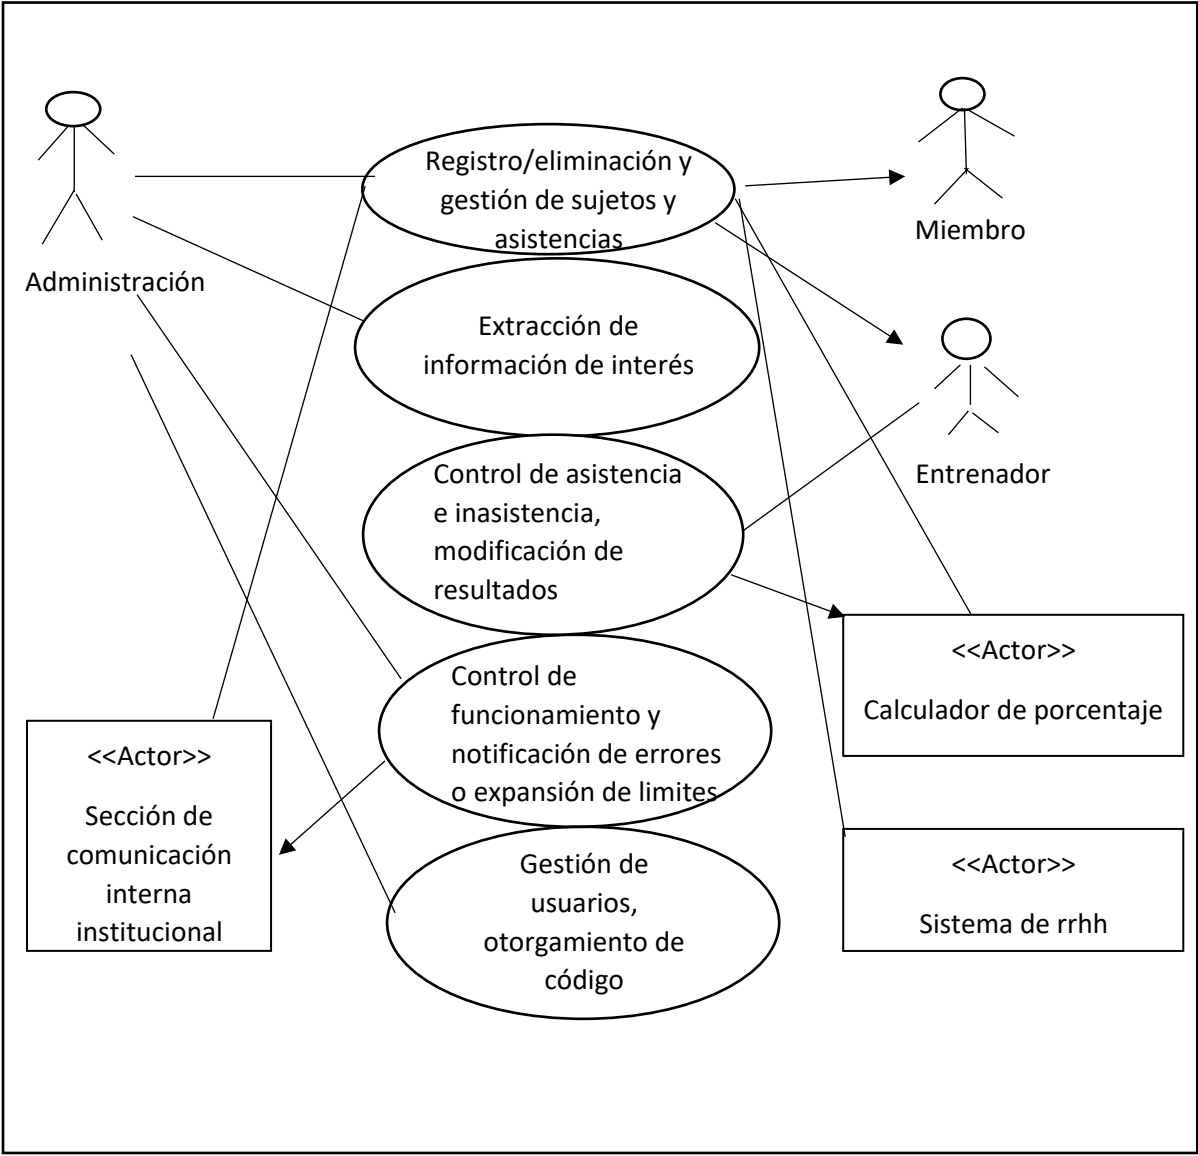 Administración
Registro/eliminación y
gestión de sujetos y
asistencias
Miembro
Extracción de
información de interés
Entrenador
Control de asistencia
e inasistencia,
modificación de
resultados
<<Actor>>
Calculador de porcentaje
Control de
funcionamiento y
notificación de errores
o expansión de limites
<<Actor>>
Sección de
comunicación
interna
institucional
Gestión de
usuarios,
otorgamiento de
código
<<Actor>>
Sistema de rrhh